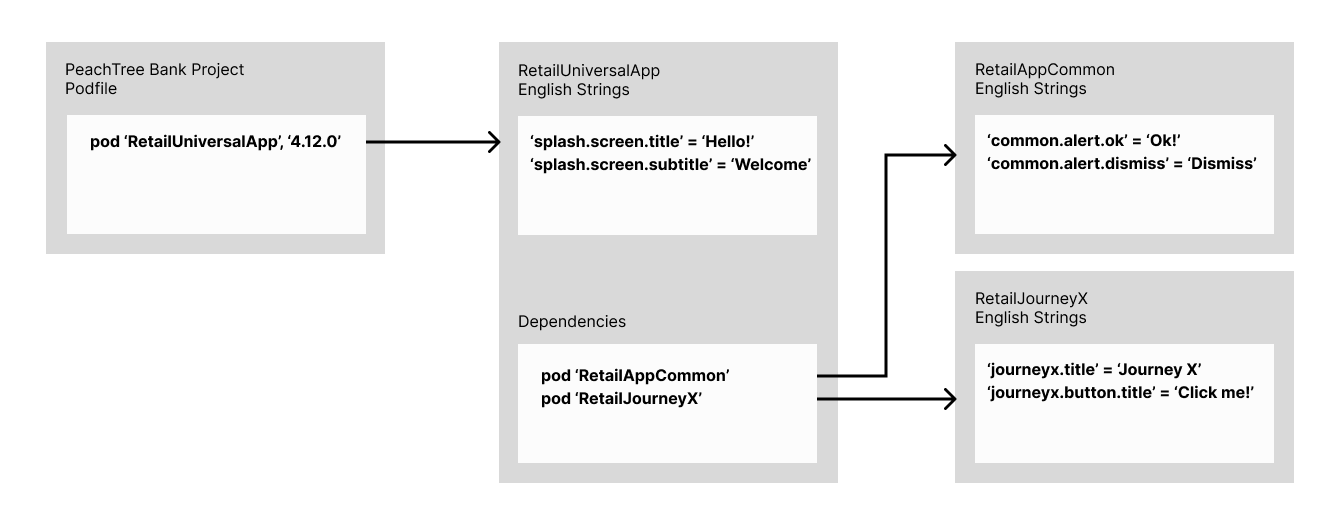 PeachTree Bank Project
Podfile
pod ‘RetailUniversalApp’, ‘4.12.0’
RetailUniversalApp
English Strings
‘splash.screen.title’ = ‘Hello!’
‘splash.screen.subtitle’ = ‘Welcome’
Dependencies
pod ‘RetailAppCommon’
pod ‘RetailJourneyX’
RetailAppCommon
English Strings
‘common.alert.ok’ = ‘Ok!’
‘common.alert.dismiss’ = ‘Dismiss’
RetailJourneyX
English Strings
‘journeyx.title’ = ‘Journey X’
‘journeyx.button.title’ = ‘Click me!’